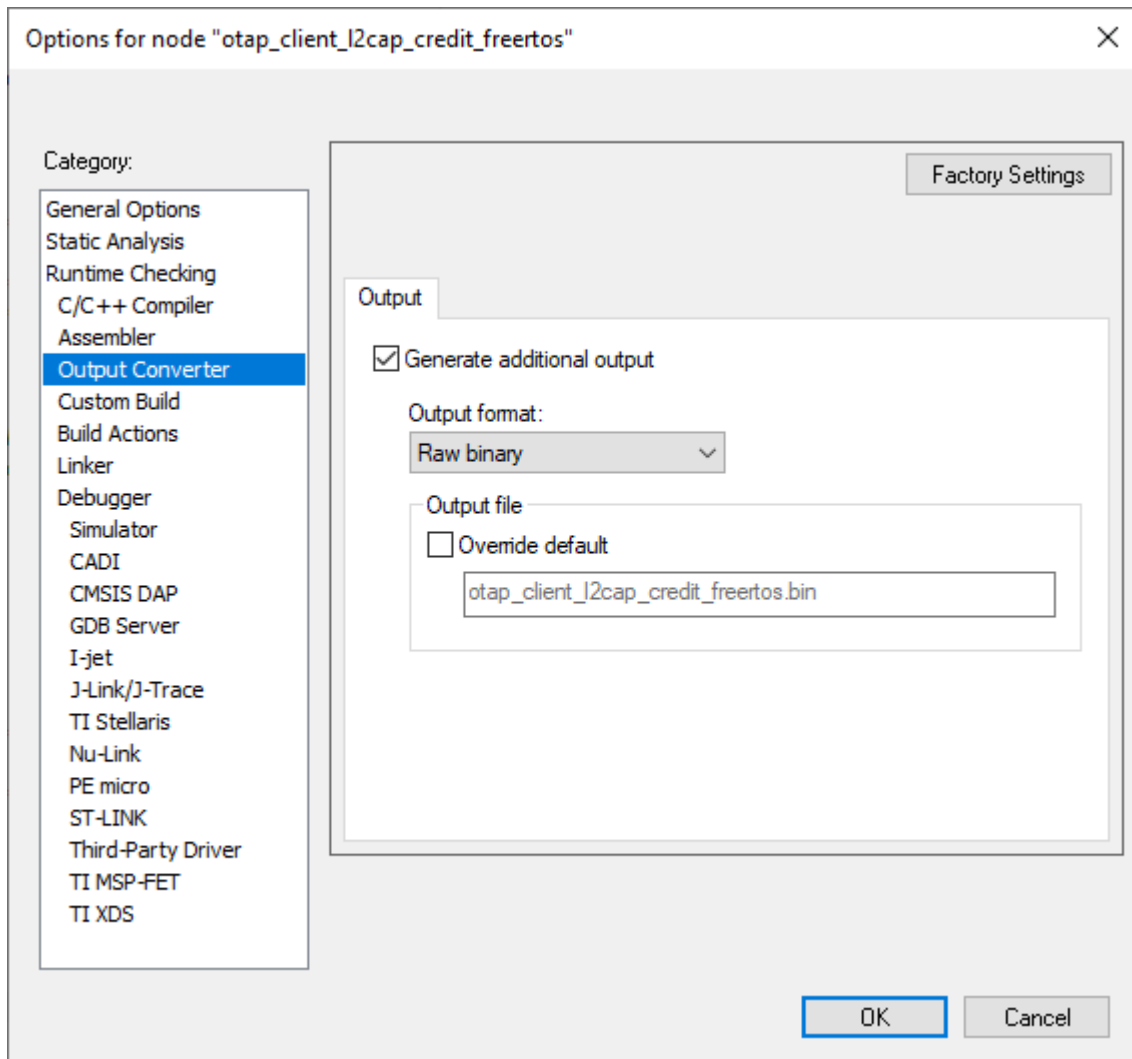 Options for node "otap_client_l2cap_credit_freertos"
Category:
General Options
Static Analysis
Runtime Checking
C/C++ Compiler
Assembler
Output Converter
Custom Build
Build Actions
Linker
Debugger
Simulator
CADI
CMSIS DAP
GDB Server
I-jet
J-Link/J-Trace
TI Stellaris
Nu-Link
PE micro
ST-LINK
Third-Party Driver
TI MSP-FET
TI XDS
Factory Settings
Output
Generate additional output
Output format:
Raw binary
Output file
Override default
otap_client_l2cap_credit_freertos.bin
OK
Cancel